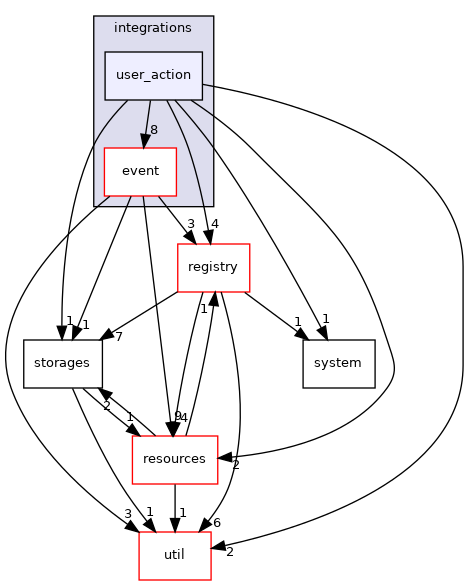 integrations
user_action
8
event
3
4
registry
1
1
1
7
1
1
storages
system
2
1
9
4
resources
2
3
1
1
6
util
2